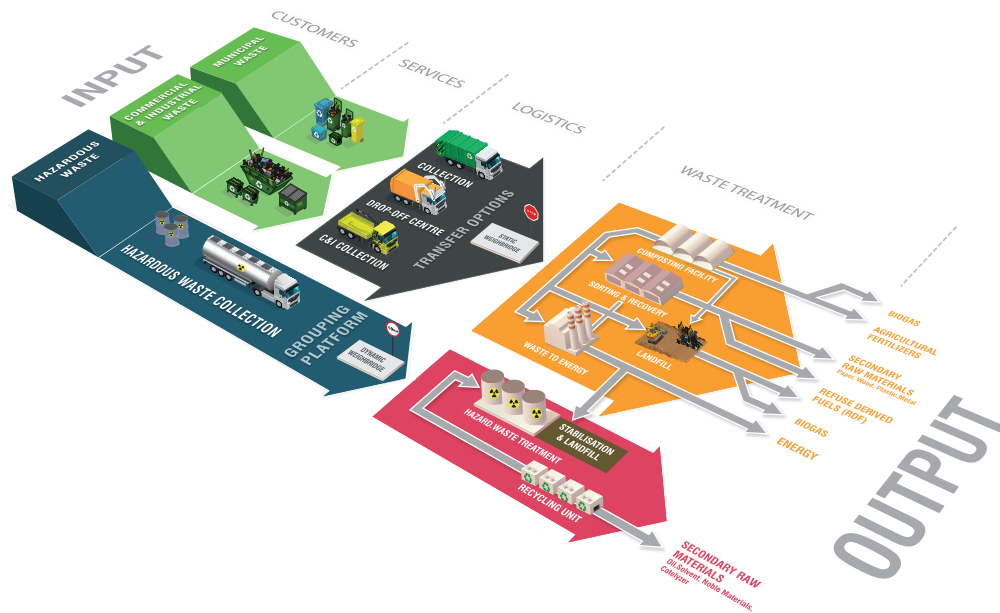 INPUT
CUSTOMERS
SERVICES
LOGISTICS
WASTE TREATMENT
MUNICIPAL
WASTE
COMMERCIAL
& INDUSTRIAL
WASTE
HAZARDOUS
WASTE
COLLECTION
DROP-OFF CENTRE
C&I COLLECTION
TRANSFER OPTIONS
STATIC
WEIGHBRIDGE
HAZARDOUS WASTE COLLECTION
GROUPING
PLATFORM
DYNAMIC
WEIGHBRIDGE
COMPOSTING FACILITY
SORTING & RECOVERY
WASTE TO ENERGY
LANDFILL
HAZARD.WASTE TREATMENT
STABILISATION
& LANDFILL
RECYCLING UNIT
BIOGAS
AGRICULTURAL
FERTILIZERS
SECONDARY
RAW MATERIALS
Paper, Wood, Plastic,Metal
REFUSE DERIVED
FUELS (RDF)
BIOGAS
ENERGY
SECONDARY RAW
MATERIALS
Oil,Solvent, Noble Materials,
Catelyzer
OUTPUT